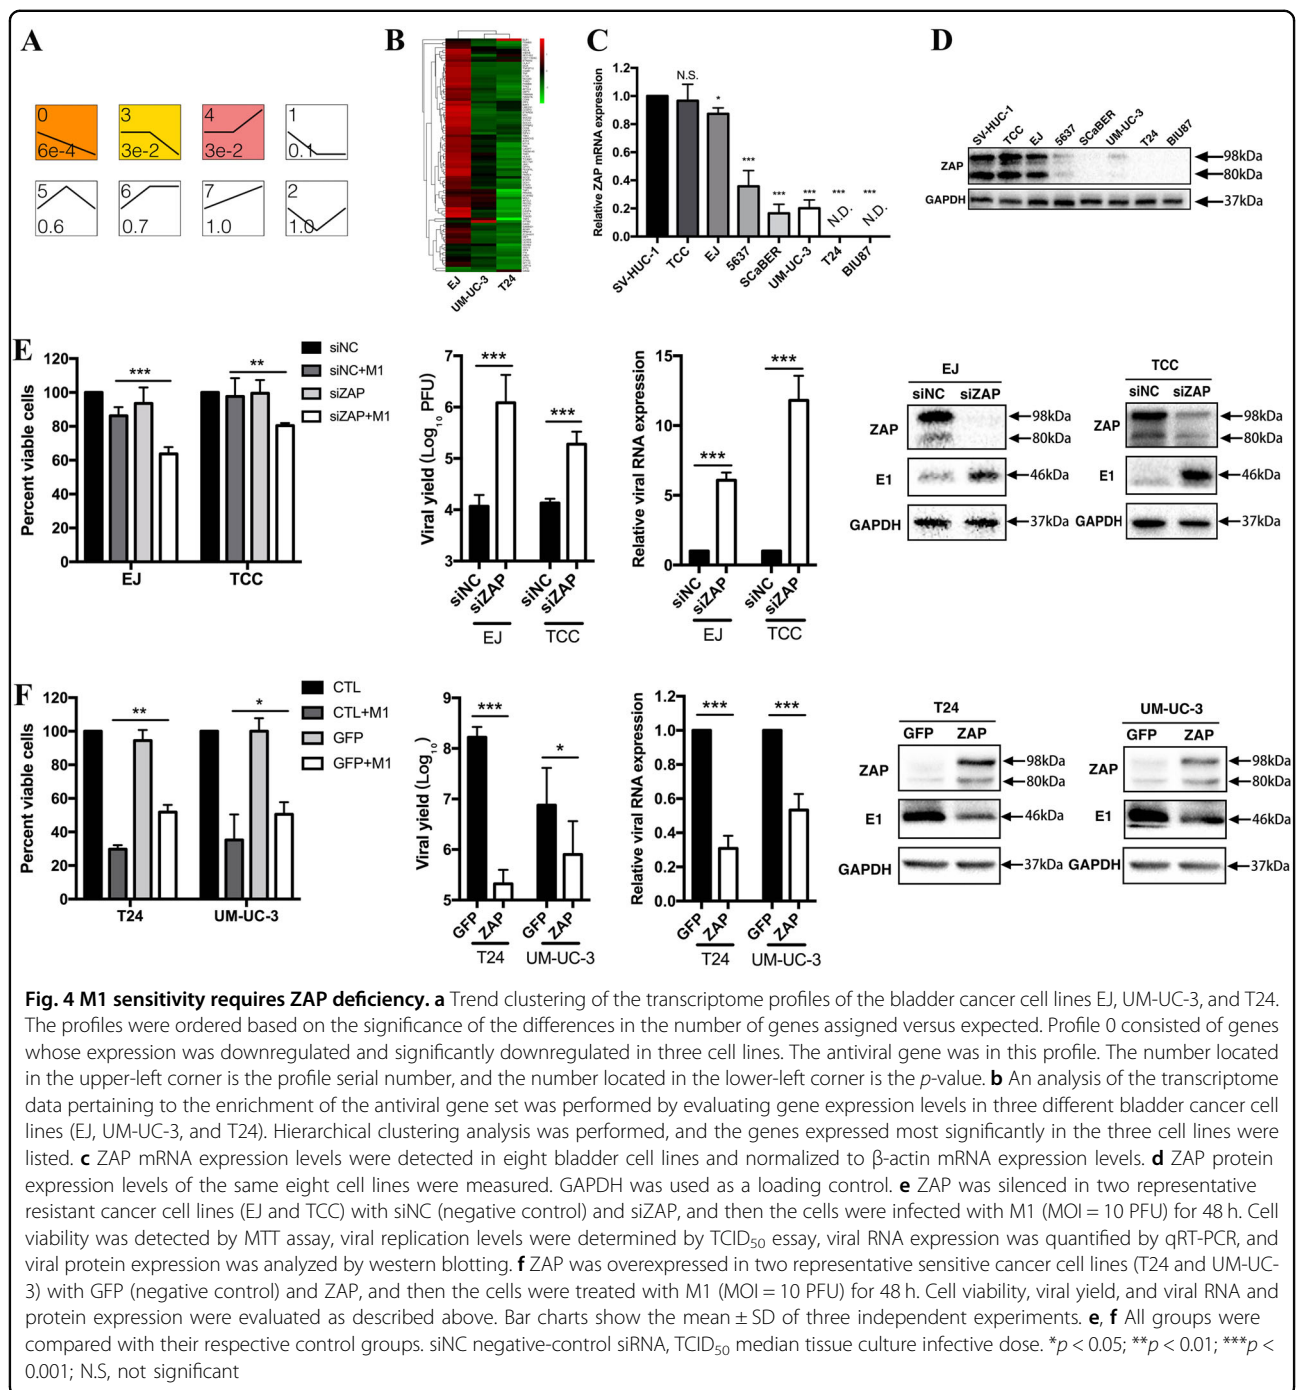 A
0
6e-4
3
3e-2
4
3e-2
1
0.1
5
0.6
6
0.7
7
1.0
2
1.0
B
EJ
UM-UC-3
T24
C
Relative ZAP mRNA expression
1.2
1.0
0.8
0.6
0.4
0.2
0.0
N.S.
*
***
***
***
***
***
N.D.
N.D.
SV-HUC-1
TCC
EJ
5637
SCaBER
UM-UC-3
T24
BIU87
D
SV-HUC-1
TCC
EJ
5637
SCaBER
UM-UC-3
T24
BIU87
ZAP
98kDa
80kDa
GAPDH
37kDa
E
Percent viable cells
120
100
80
60
40
20
0
***
**
EJ
TCC
siNC
siNC+M1
siZAP
siZAP+M1
Viral yield (Log10 PFU)
7
6
5
4
3
***
***
siNC
siZAP
siNC
siZAP
EJ
TCC
Relative viral RNA expression
15
10
5
0
***
***
siNC
siZAP
siNC
siZAP
EJ
TCC
EJ
siNC siZAP
ZAP
98kDa
80kDa
E1
46kDa
GAPDH
37kDa
TCC
siNC siZAP
ZAP
98kDa
80kDa
E1
46kDa
GAPDH
37kDa
F
Percent viable cells
120
100
80
60
40
20
0
**
*
T24
UM-UC-3
CTL
CTL+M1
GFP
GFP+M1
Viral yield (Log10)
9
8
7
6
5
***
*
GFP
ZAP
GFP
ZAP
T24
UM-UC-3
Relative viral RNA expression
1.2
1.0
0.8
0.6
0.4
0.2
0.0
***
***
GFP
ZAP
GFP
ZAP
T24
UM-UC-3
T24
GFP ZAP
ZAP
98kDa
80kDa
E1
46kDa
GAPDH
37kDa
UM-UC-3
GFP ZAP
ZAP
98kDa
80kDa
E1
46kDa
GAPDH
37kDa
Fig. 4 M1 sensitivity requires ZAP deficiency. a Trend clustering of the transcriptome profiles of the bladder cancer cell lines EJ, UM-UC-3, and T24.
The profiles were ordered based on the significance of the differences in the number of genes assigned versus expected. Profile 0 consisted of genes
whose expression was downregulated and significantly downregulated in three cell lines. The antiviral gene was in this profile. The number located
in the upper-left corner is the profile serial number, and the number located in the lower-left corner is the p-value. b An analysis of the transcriptome
data pertaining to the enrichment of the antiviral gene set was performed by evaluating gene expression levels in three different bladder cancer cell
lines (EJ, UM-UC-3, and T24). Hierarchical clustering analysis was performed, and the genes expressed most significantly in the three cell lines were
listed. c ZAP mRNA expression levels were detected in eight bladder cell lines and normalized to β-actin mRNA expression levels. d ZAP protein
expression levels of the same eight cell lines were measured. GAPDH was used as a loading control. e ZAP was silenced in two representative
resistant cancer cell lines (EJ and TCC) with siNC (negative control) and siZAP, and then the cells were infected with M1 (MOI = 10 PFU) for 48 h. Cell
viability was detected by MTT assay, viral replication levels were determined by TCID50 essay, viral RNA expression was quantified by qRT-PCR, and
viral protein expression was analyzed by western blotting. f ZAP was overexpressed in two representative sensitive cancer cell lines (T24 and UM-UC-
3) with GFP (negative control) and ZAP, and then the cells were treated with M1 (MOI = 10 PFU) for 48 h. Cell viability, viral yield, and viral RNA and
protein expression were evaluated as described above. Bar charts show the mean ± SD of three independent experiments. e, f All groups were
compared with their respective control groups. siNC negative-control siRNA, TCID50 median tissue culture infective dose. *p < 0.05; **p < 0.01; ***p <
0.001; N.S, not significant